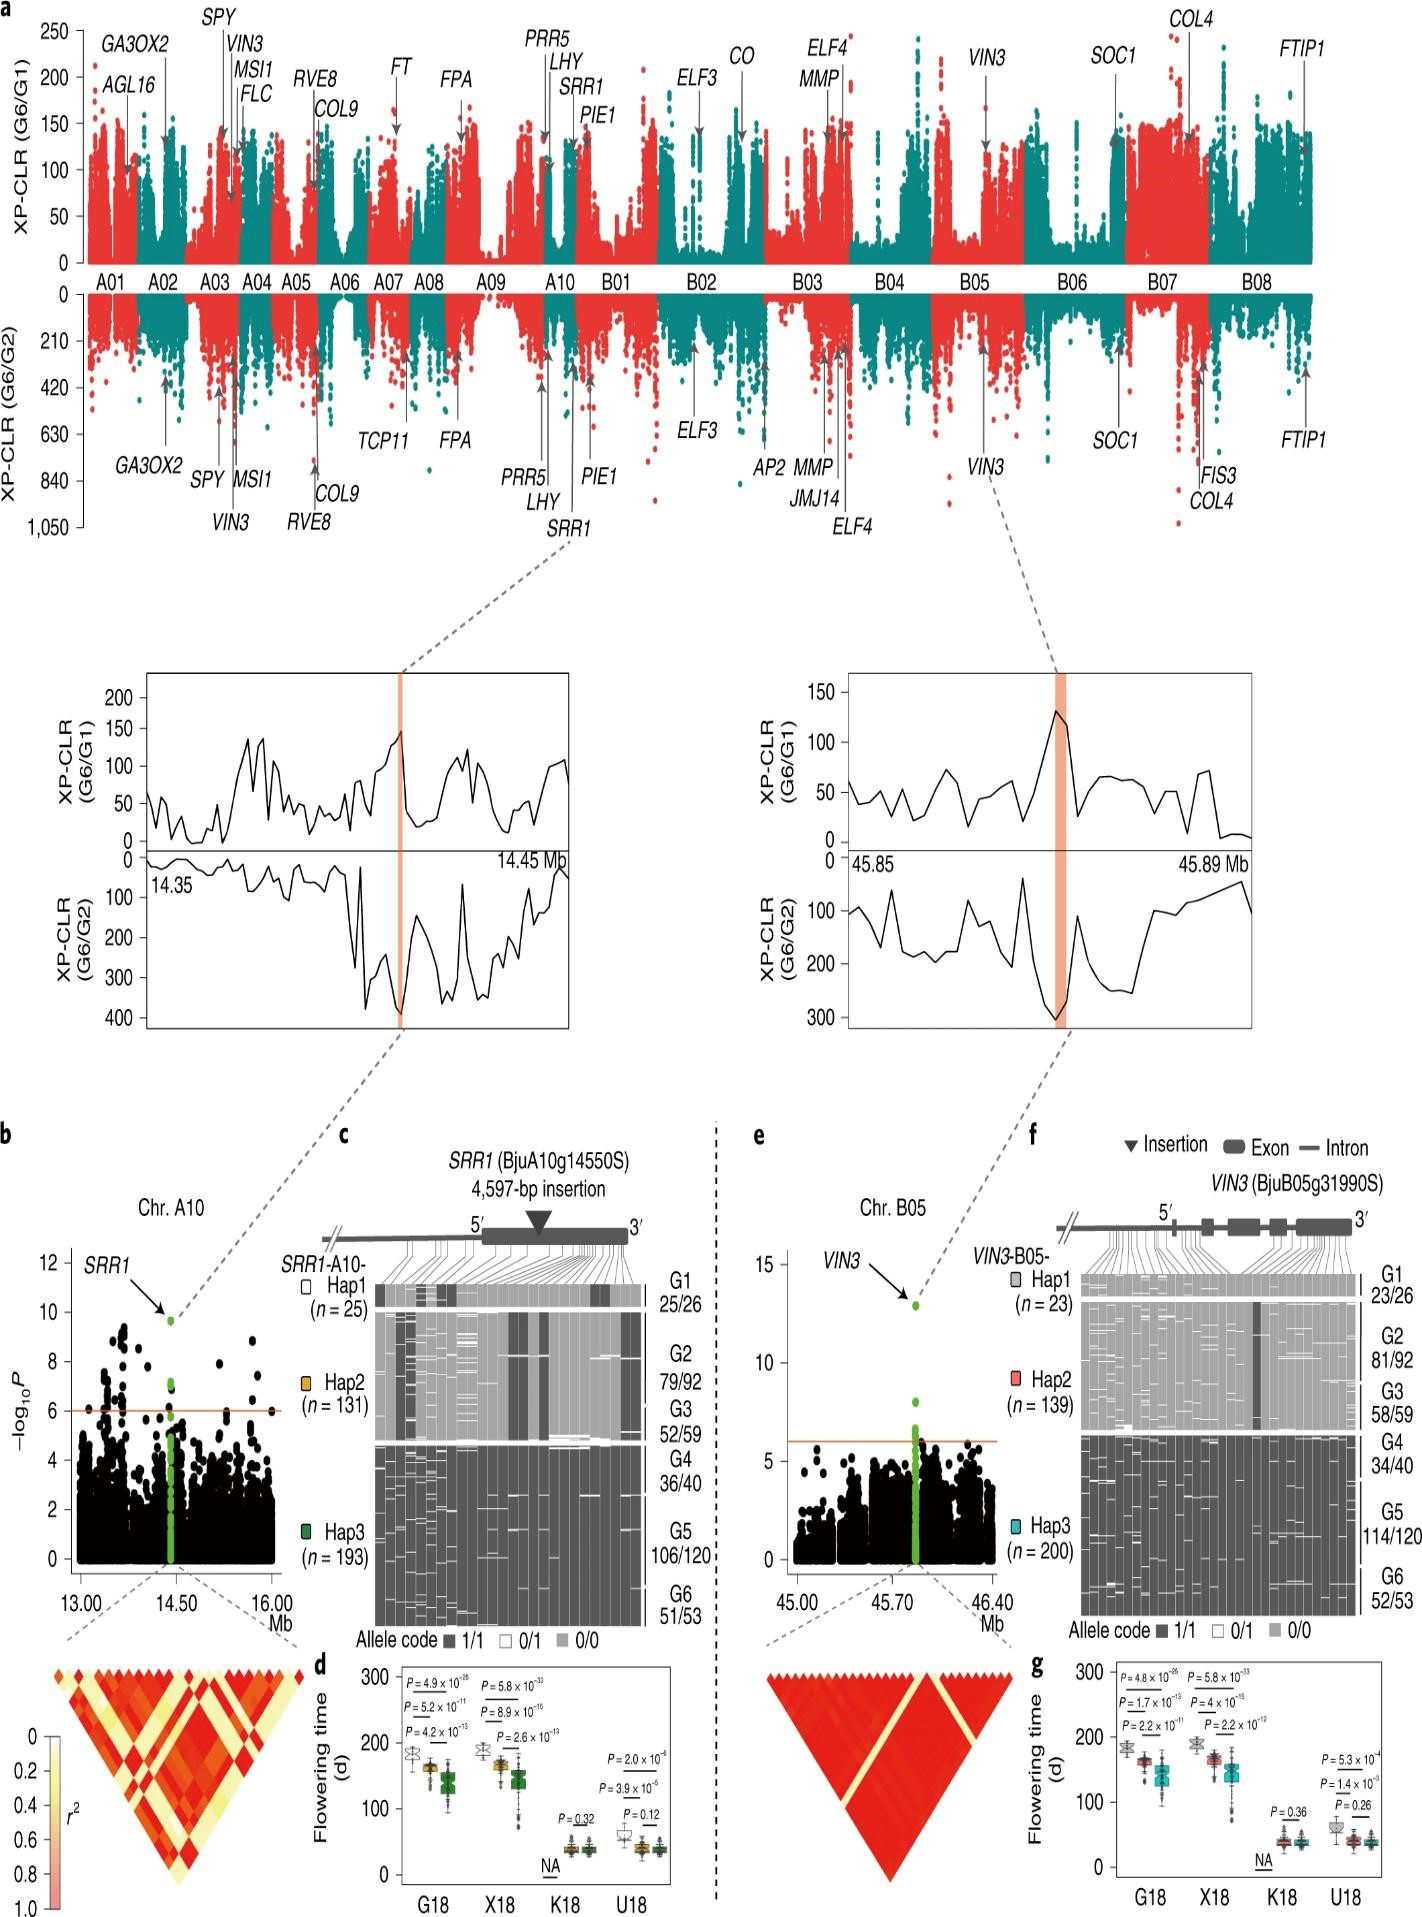 a
250
200
150
100
50
0
XP-CLR (G6/G1)
AGL16
GA3OX2
SPY
VIN3
MSI1
FLC
RVE8
COL9
FT
FPA
PRR5
LHY
SRR1
PIE1
ELF3
CO
ELF4
MMP
VIN3
SOC1
COL4
FTIP1
A01 A02 A03 A04 A05 A06 A07 A08 A09 A10 B01 B02 B03 B04 B05 B06 B07 B08
0
210
420
630
840
1,050
XP-CLR (G6/G2)
GA3OX2
SPY
MSI1
VIN3
COL9
RVE8
TCP11
FPA
PRR5
LHY
SRR1
PIE1
ELF3
AP2
MMP
JMJ14
ELF4
VIN3
SOC1
FIS3
COL4
FTIP1
XP-CLR
(G6/G1)
200
150
100
50
0
14.35
14.45 Mb
XP-CLR
(G6/G2)
0
100
200
300
400
XP-CLR
(G6/G1)
150
100
50
0
45.85
45.89 Mb
XP-CLR
(G6/G2)
0
100
200
300
b
Chr. A10
SRR1
−log10P
12
10
8
6
4
2
0
13.00 14.50 16.00
Mb
0
0.2
0.4
0.6
0.8
1.0
r2
c
SRR1 (BjuA10g14550S)
4,597-bp insertion
5′
3′
SRR1-A10-
Hap1
(n = 25)
Hap2
(n = 131)
Hap3
(n = 193)
G1
25/26
G2
79/92
G3
52/59
G4
36/40
G5
106/120
G6
51/53
Allele code 1/1 0/1 0/0
d
Flowering time
(d)
300
200
100
0
P = 4.9 × 10−26
P = 5.2 × 10−11
P = 4.2 × 10−13
P = 5.8 × 10−33
P = 8.9 × 10−15
P = 2.6 × 10−13
P = 0.32
NA
P = 3.9 × 10−5
P = 0.12
G18 X18 K18 U18
e
Chr. B05
VIN3
15
10
5
0
45.00 45.70 46.40
Mb
f
Insertion Exon Intron
VIN3 (BjuB05g31990S)
5′
3′
VIN3-B05-
Hap1
(n = 23)
Hap2
(n = 139)
Hap3
(n = 200)
G1
23/26
G2
81/92
G3
58/59
G4
34/40
G5
114/120
G6
52/53
Allele code 1/1 0/1 0/0
g
Flowering time
(d)
300
200
100
0
P = 4.8 × 10−26
P = 1.7 × 10−13
P = 2.2 × 10−11
P = 5.8 × 10−33
P = 4 × 10−15
P = 2.2 × 10−12
P = 0.36
NA
P = 5.3 × 10−4
P = 0.26
G18 X18 K18 U18